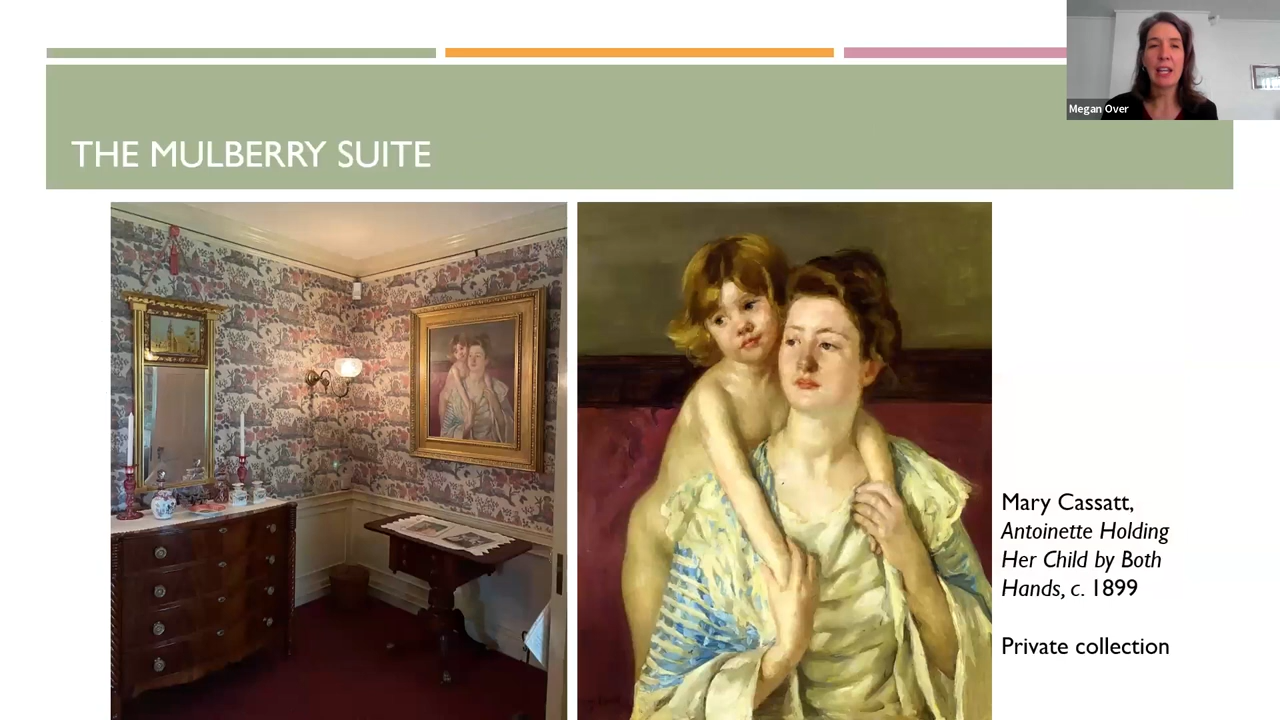 Megan Over
THE MULBERRY SUITE
Mary Cassatt,
Antoinette Holding
Her Child by Both
Hands, c. 1899
Private collection